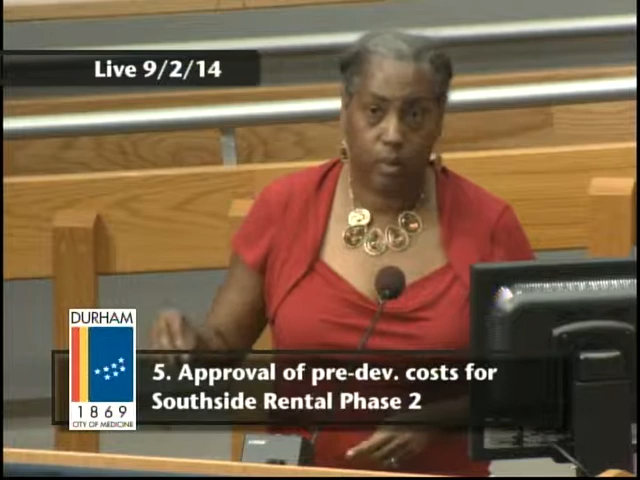 Live 9/2/14
DURHAM
1869
CITY OF MEDICINE
5. Approval of pre-dev. costs for
Southside Rental Phase 2